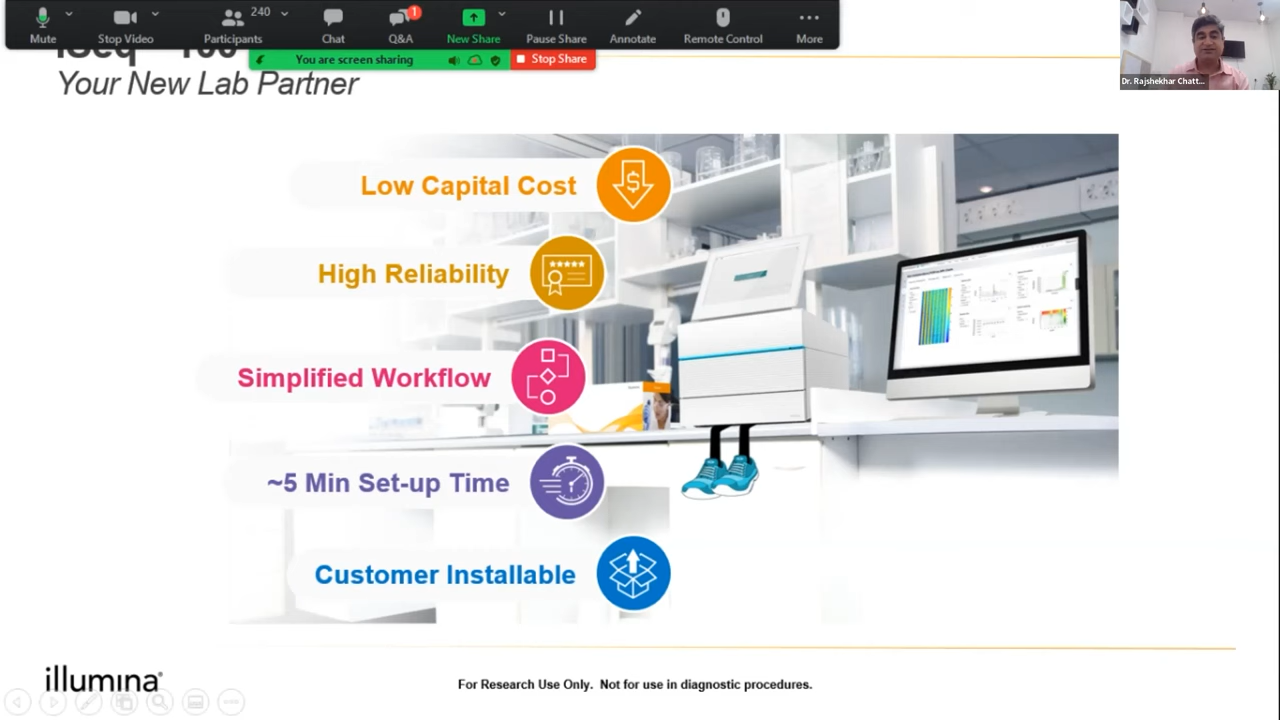 240
1
Mute
Stop Video
Participants
Chat
Q&A
New Share
Pause Share
Annotate
Remote Control
More
You are screen sharing
Stop Share
Your New Lab Partner
Dr. Rajshekhar Chatt...
Low Capital Cost
High Reliability
Simplified Workflow
~5 Min Set-up Time
Customer Installable
illumina
For Research Use Only. Not for use in diagnostic procedures.